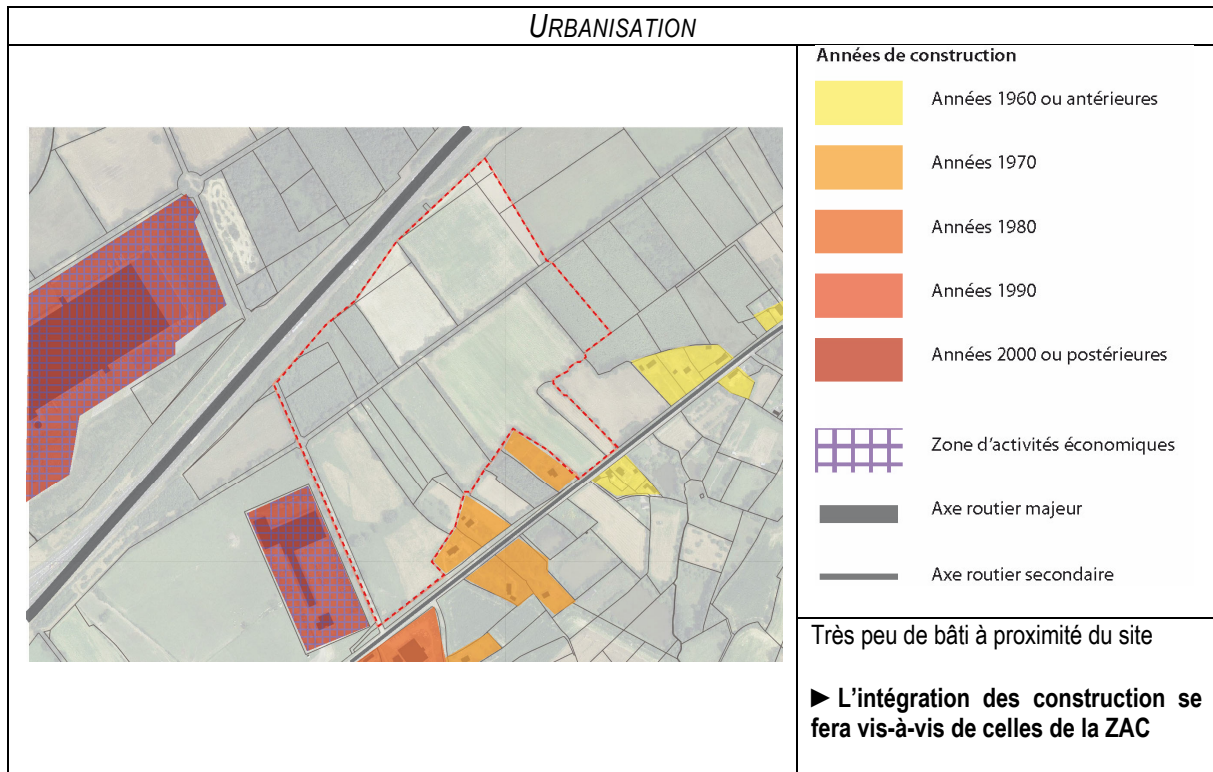 URBANISATION
Années de construction
Années 1960 ou antérieures
Années 1970
Années 1980
Années 1990
Années 2000 ou postérieures
Zone d'activités économiques
Axe routier majeur
Axe routier secondaire
Très peu de bâti à proximité du site
► L'intégration des construction se
fera vis-à-vis de celles de la ZAC